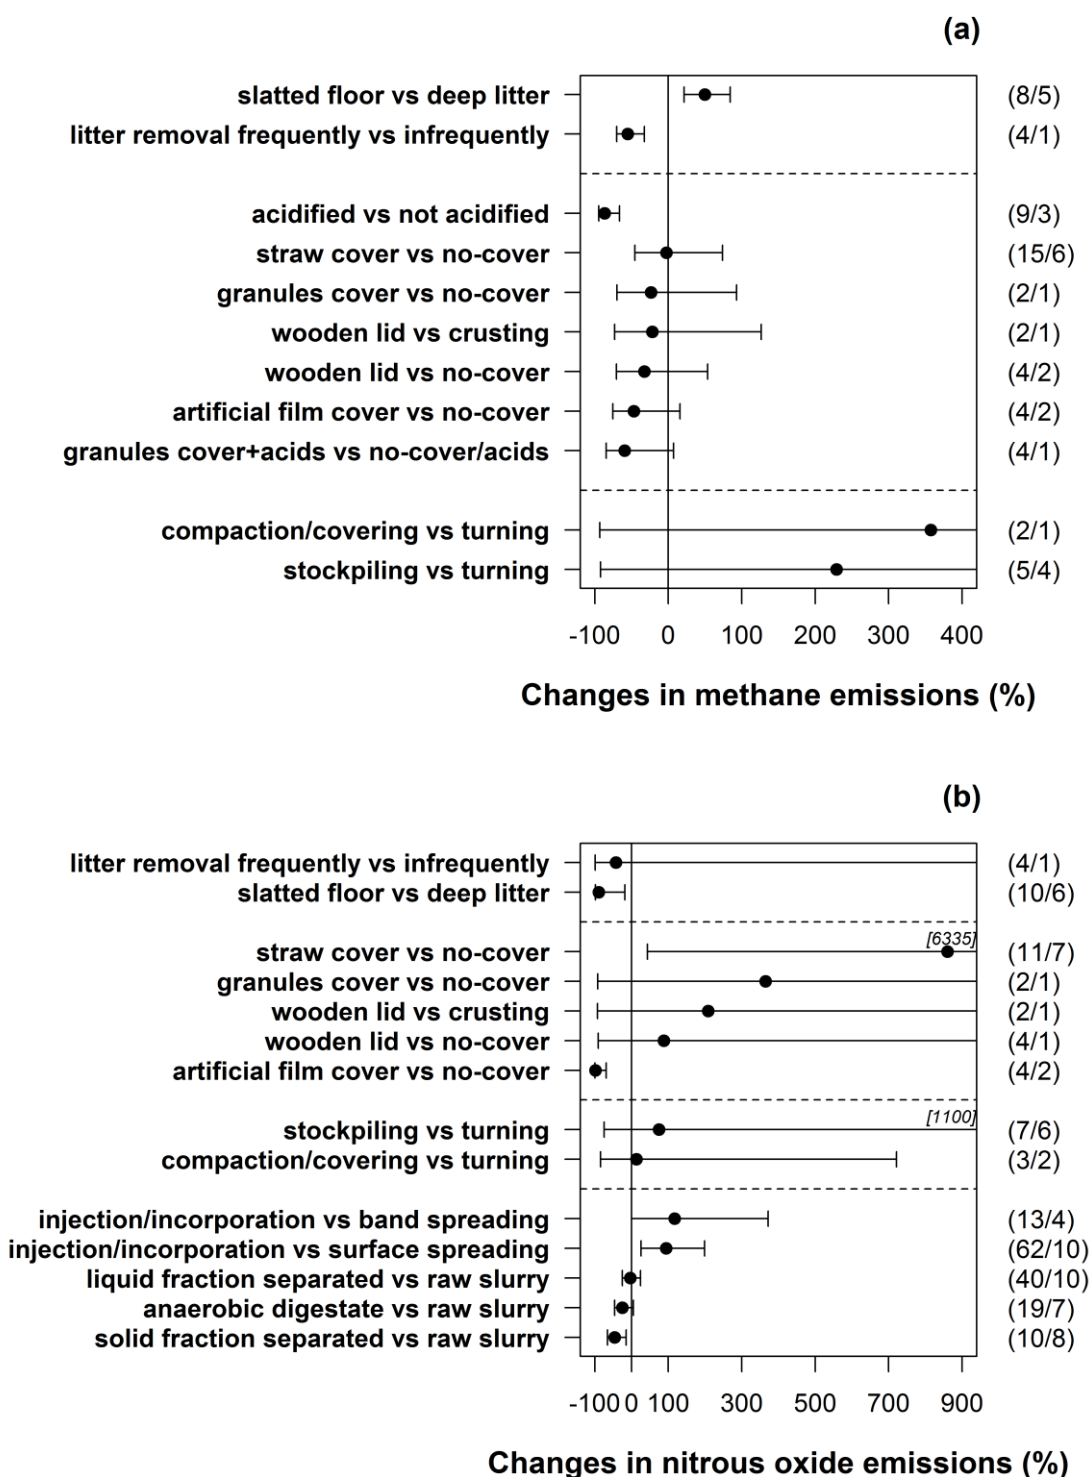 (a)
slatted floor vs deep litter (8/5)
litter removal frequently vs infrequently (4/1)
acidified vs not acidified (9/3)
straw cover vs no-cover (15/6)
granules cover vs no-cover (2/1)
wooden lid vs crusting (2/1)
wooden lid vs no-cover (4/2)
artificial film cover vs no-cover (4/2)
granules cover+acids vs no-cover/acids (4/1)
compaction/covering vs turning (2/1)
stockpiling vs turning (5/4)
-100 0 100 200 300 400
Changes in methane emissions (%)
(b)
litter removal frequently vs infrequently (4/1)
slatted floor vs deep litter (10/6)
[6335]
straw cover vs no-cover (11/7)
granules cover vs no-cover (2/1)
wooden lid vs crusting (2/1)
wooden lid vs no-cover (4/1)
artificial film cover vs no-cover (4/2)
[1100]
stockpiling vs turning (7/6)
compaction/covering vs turning (3/2)
injection/incorporation vs band spreading (13/4)
injection/incorporation vs surface spreading (62/10)
liquid fraction separated vs raw slurry (40/10)
anaerobic digestate vs raw slurry (19/7)
solid fraction separated vs raw slurry (10/8)
-100 0 100 300 500 700 900
Changes in nitrous oxide emissions (%)